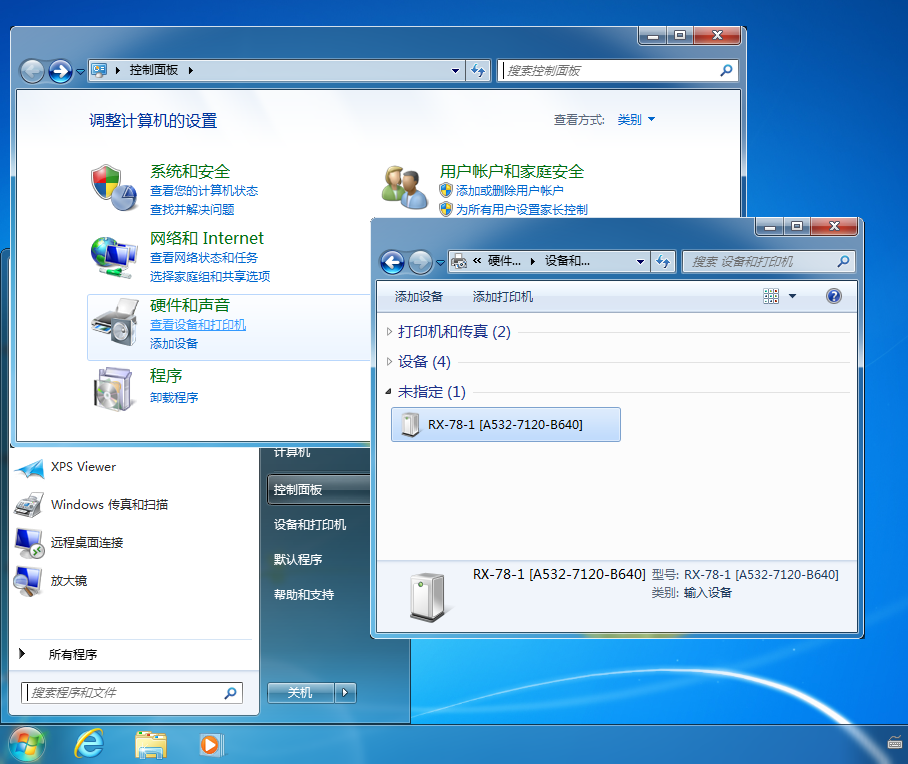 控制面板
搜索控制面板
调整计算机的设置
查看方式: 类别
系统和安全
查看您的计算机状态
查找并解决问题
网络和 Internet
查看网络状态和任务
选择家庭组和共享选项
硬件和声音
查看设备和打印机
添加设备
程序
卸载程序
用户帐户和家庭安全
添加或删除用户帐户
为所有用户设置家长控制
« 硬件... 设备和...
搜索 设备和打印机
添加设备 添加打印机
打印机和传真 (2)
设备 (4)
未指定 (1)
RX-78-1 [A532-7120-B640]
RX-78-1 [A532-7120-B640] 型号: RX-78-1 [A532-7120-B640]
类别: 输入设备
XPS Viewer
Windows 传真和扫描
远程桌面连接
放大镜
所有程序
搜索程序和文件
计算机
控制面板
设备和打印机
默认程序
帮助和支持
关机